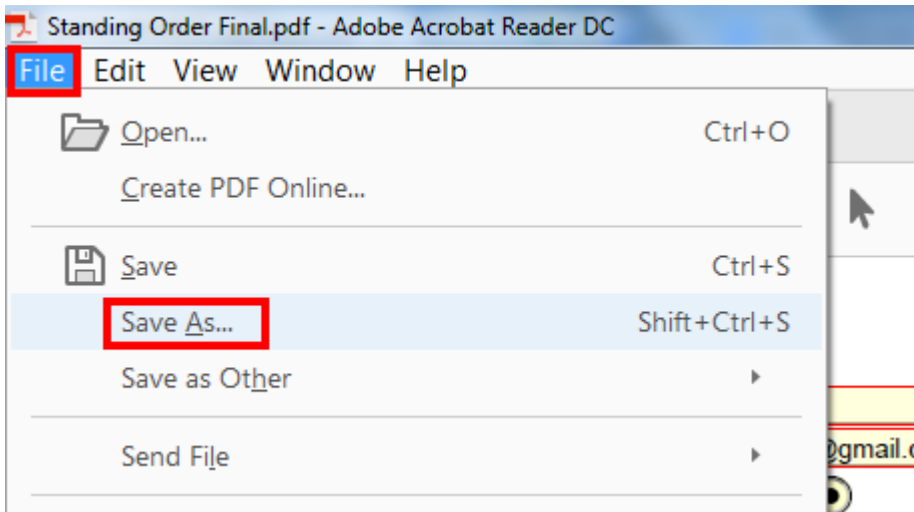 Standing Order Final.pdf - Adobe Acrobat Reader DC
File Edit View Window Help
Open... Ctrl+O
Create PDF Online...
Save Ctrl+S
Save As... Shift+Ctrl+S
Save as Other
Send File
@gmail.c